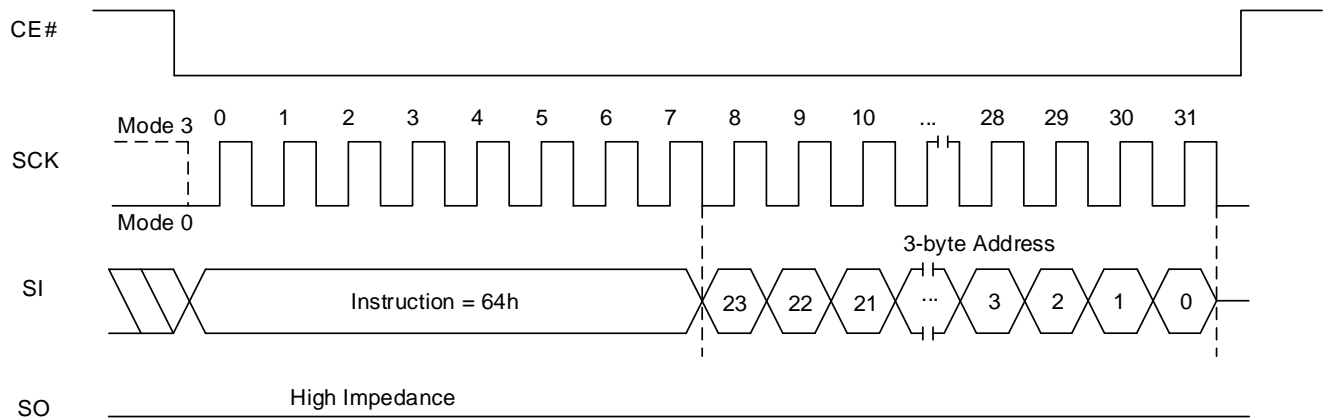 CE#
Mode 3
0 1 2 3 4 5 6 7 8 9 10 ... 28 29 30 31
SCK
Mode 0
3-byte Address
SI
Instruction = 64h
23 22 21 ... 3 2 1 0
High Impedance
SO